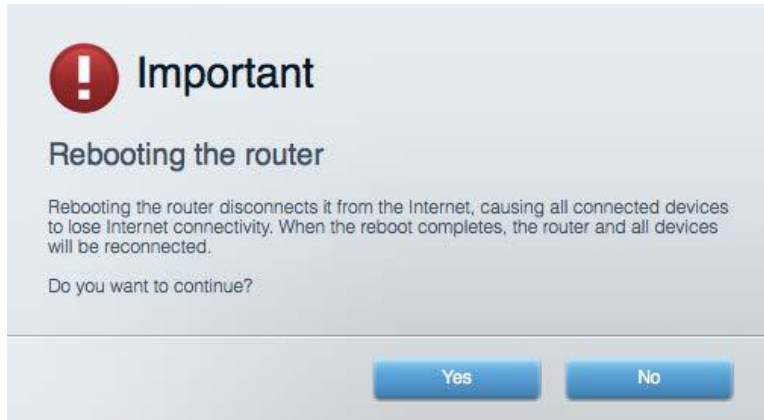 Important
Rebooting the router
Rebooting the router disconnects it from the Internet, causing all connected devices
to lose Internet connectivity. When the reboot completes, the router and all devices
will be reconnected.
Do you want to continue?
Yes No